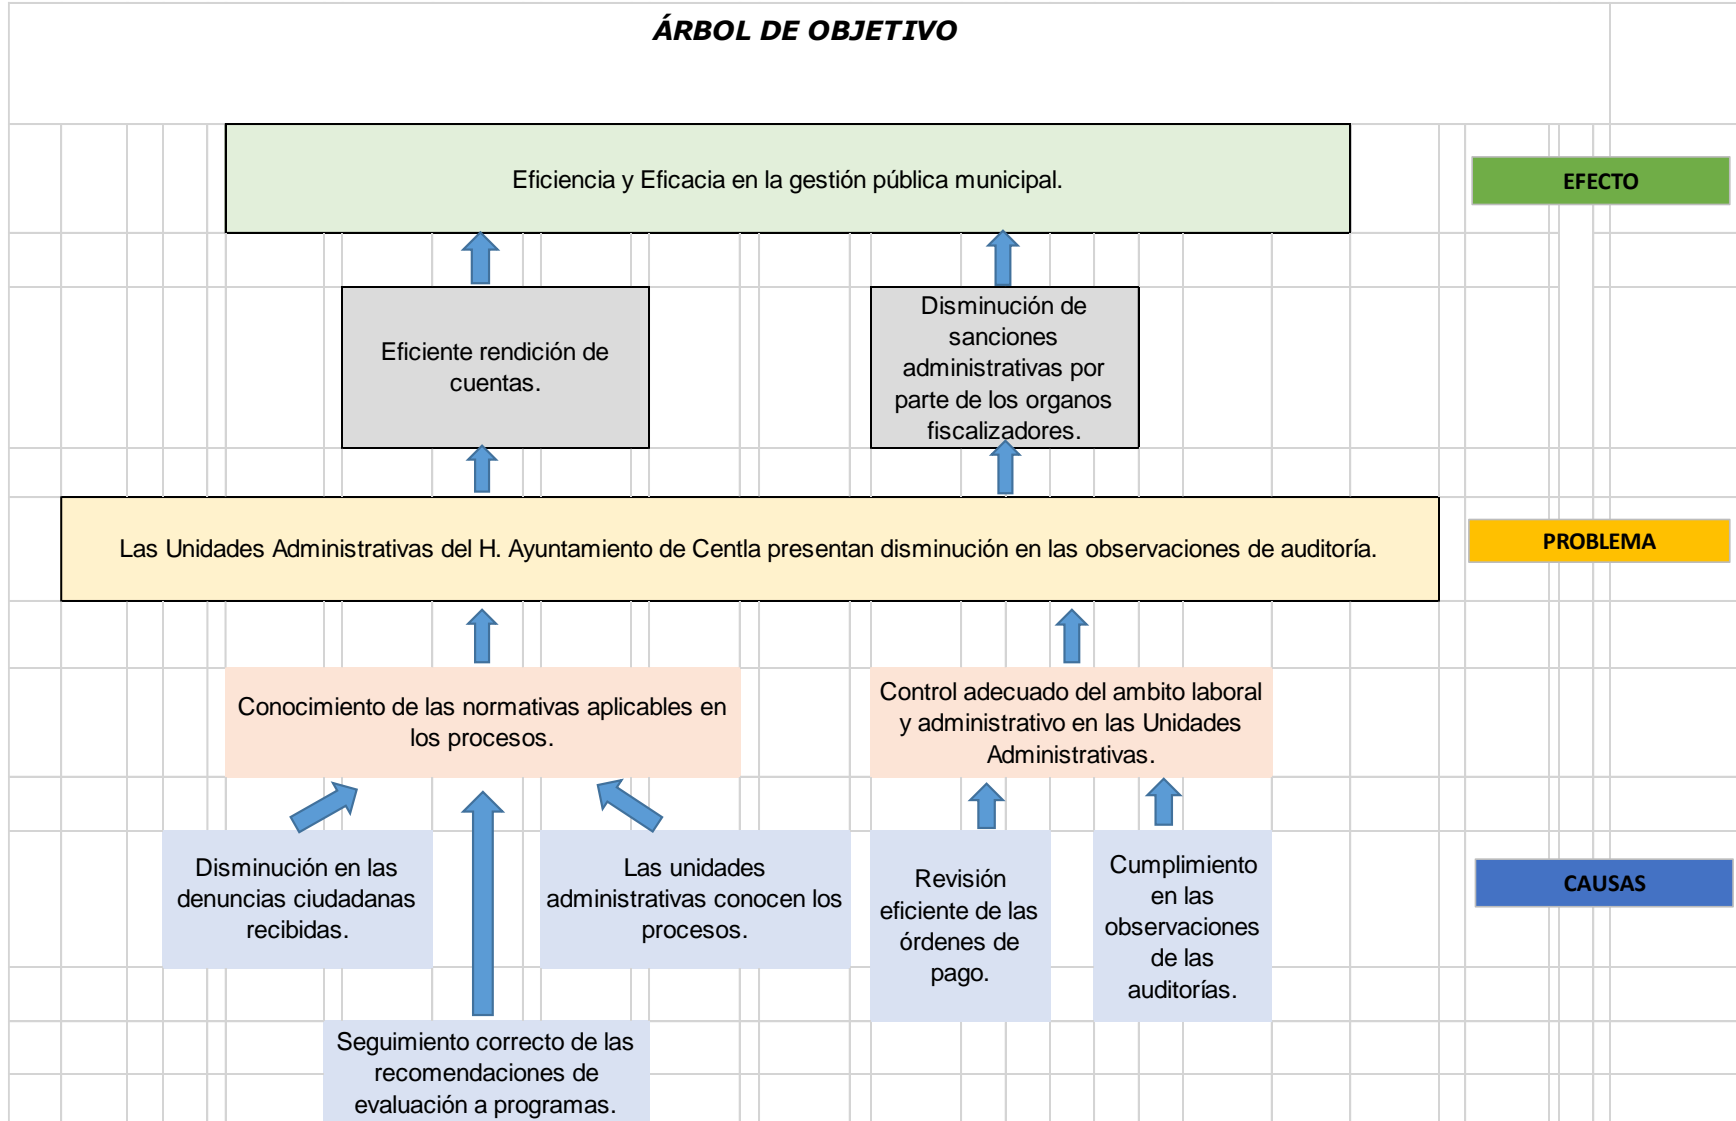 ÁRBOL DE OBJETIVO
Eficiencia y Eficacia en la gestión pública municipal.
EFECTO
Eficiente rendición de
cuentas.
Disminución de
sanciones
administrativas por
parte de los organos
fiscalizadores.
Las Unidades Administrativas del H. Ayuntamiento de Centla presentan disminución en las observaciones de auditoría.
PROBLEMA
Conocimiento de las normativas aplicables en
los procesos.
Control adecuado del ambito laboral
y administrativo en las Unidades
Administrativas.
Disminución en las
denuncias ciudadanas
recibidas.
Las unidades
administrativas conocen los
procesos.
Revisión
eficiente de las
órdenes de
pago.
Cumplimiento
en las
observaciones
de las
auditorías.
CAUSAS
Seguimiento correcto de las
recomendaciones de
evaluación a programas.